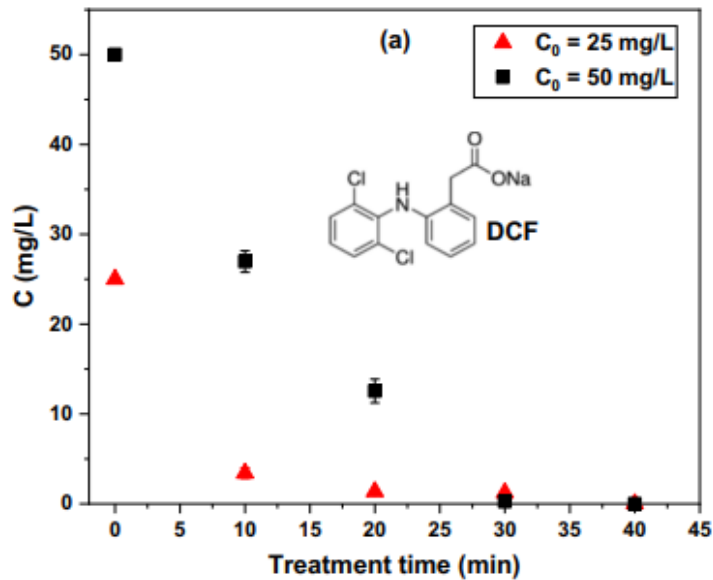 (a)
C₀ = 25 mg/L
C₀ = 50 mg/L
50
40
30
20
10
0
C (mg/L)
O
ONa
Cl
H
N
Cl
DCF
0 5 10 15 20 25 30 35 40 45
Treatment time (min)